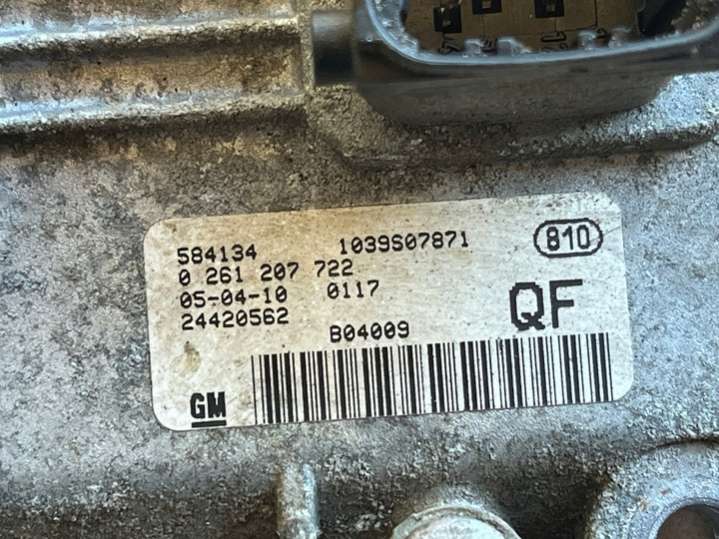 584134 1039S07871 810
0 261 207 722
05-04-10 0117 QF
24420562
B04009
GM